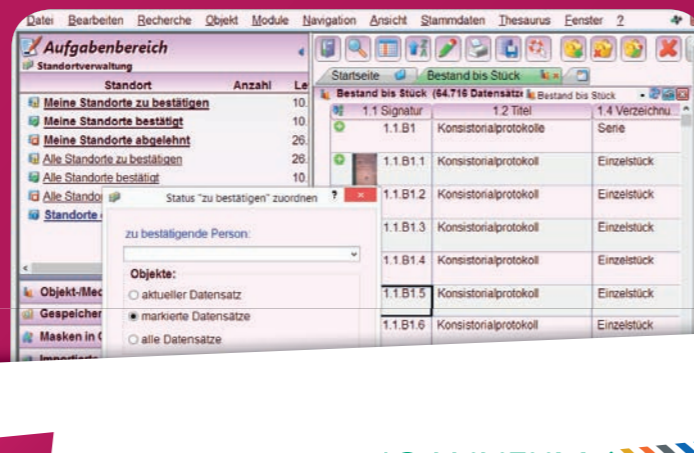 Datei Bearbeiten Recherche Objekt Module Navigation Ansicht Stammdaten Thesaurus Fenster ?
Aufgabenbereich
Standortverwaltung
Standort Anzahl Le
Meine Standorte zu bestätigen 10.
Meine Standorte bestätigt 10.
Meine Standorte abgelehnt 26.
Alle Standorte zu bestätigen 26.
Alle Standorte bestätigt 10.
Alle Standor
Standorte
Status "zu bestätigen" zuordnen ?
zu bestätigende Person:
Objekte:
aktueller Datensatz
markierte Datensätze
alle Datensätze
Objekt-/Med
Gespeicher
Masken in G
Startseite Bestand bis Stück
Bestand bis Stück (64.716 Datensätze Bestand bis Stück
1.1 Signatur 1.2 Titel 1.4 Verzeichnu...
1.1.B1 Konsistorialprotokolle Serie
1.1.B1.1 Konsistorialprotokoll Einzelstück
1.1.B1.2 Konsistorialprotokoll Einzelstück
1.1.B1.3 Konsistorialprotokoll Einzelstück
1.1.B1.4 Konsistorialprotokoll Einzelstück
1.1.B1.5 Konsistorialprotokoll Einzelstück
1.1.B1.6 Konsistorialprotokoll Einzelstück